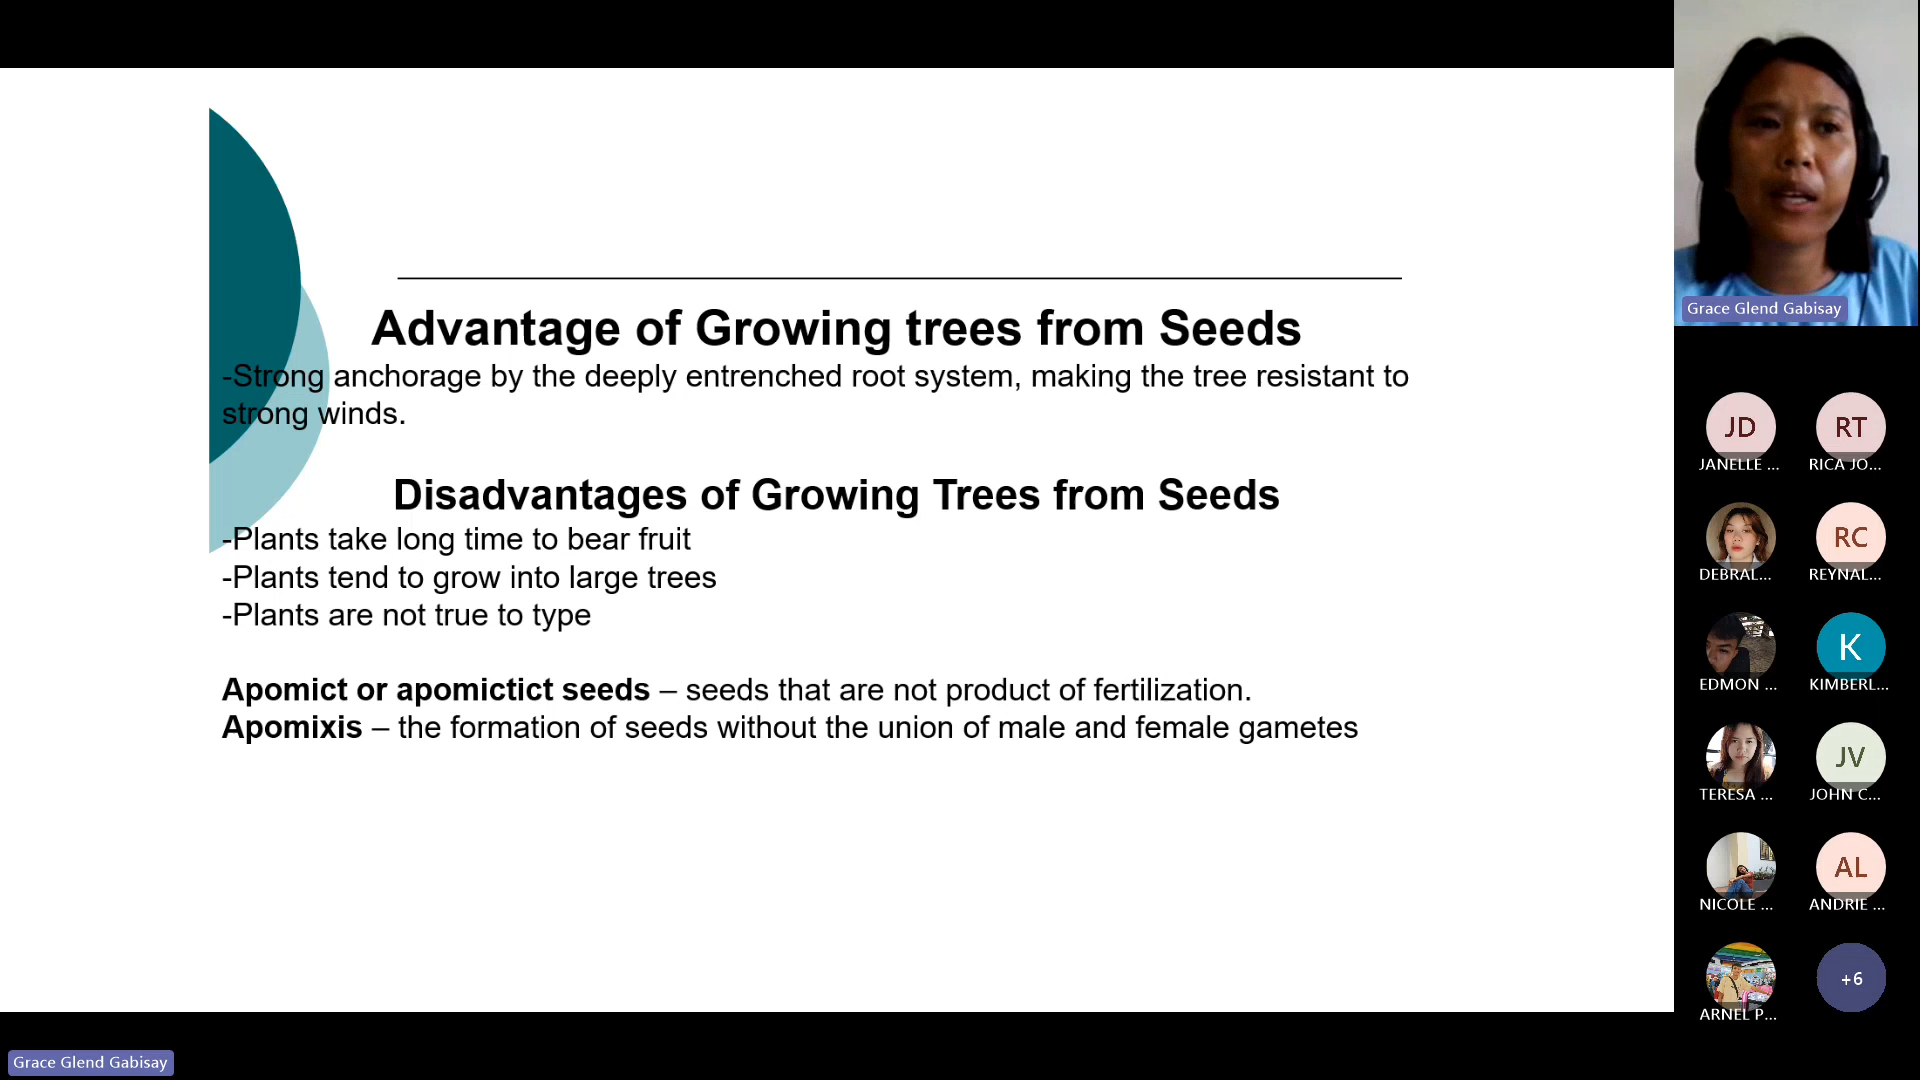 Advantage of Growing trees from Seeds
-Strong anchorage by the deeply entrenched root system, making the tree resistant to
strong winds.
Disadvantages of Growing Trees from Seeds
-Plants take long time to bear fruit
-Plants tend to grow into large trees
-Plants are not true to type
Apomict or apomictict seeds – seeds that are not product of fertilization.
Apomixis – the formation of seeds without the union of male and female gametes
Grace Glend Gabisay
JD
RT
JANELLE ...
RICA JO...
RC
DEBRAL...
REYNAL...
K
EDMON ...
KIMBERL...
JV
TERESA ...
JOHN C...
AL
NICOLE ...
ANDRIE ...
+6
ARNEL P...
Grace Glend Gabisay